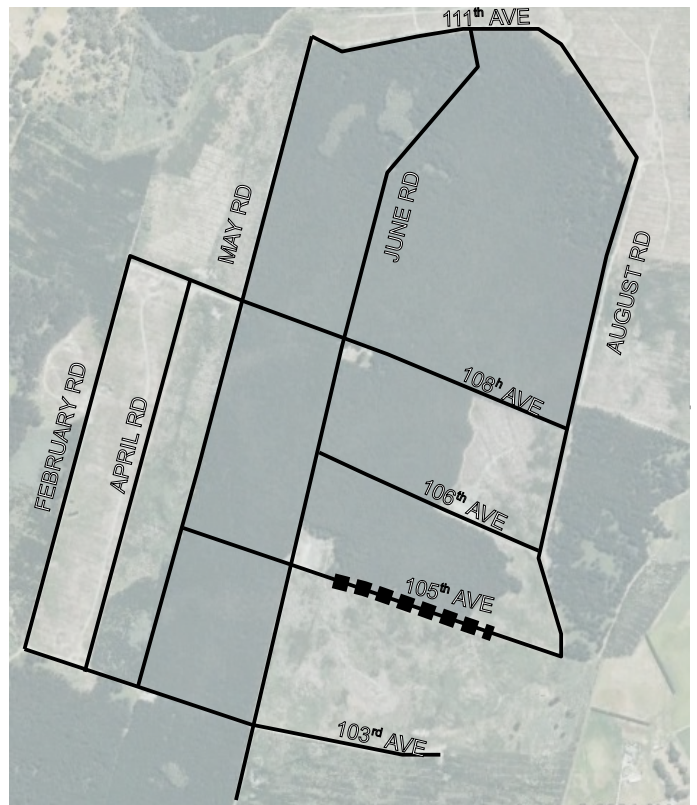 111th AVE
MAY RD
JUNE RD
AUGUST RD
FEBRUARY RD
APRIL RD
108h AVE
106th AVE
105th AVE
103rd AVE